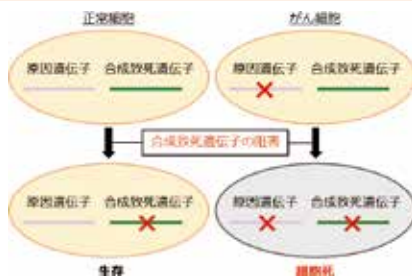 正常細胞 がん細胞
原因遺伝子 合成致死遺伝子 原因遺伝子 合成致死遺伝子
合成致死遺伝子の阻害
原因遺伝子 合成致死遺伝子 原因遺伝子 合成致死遺伝子
生存 細胞死